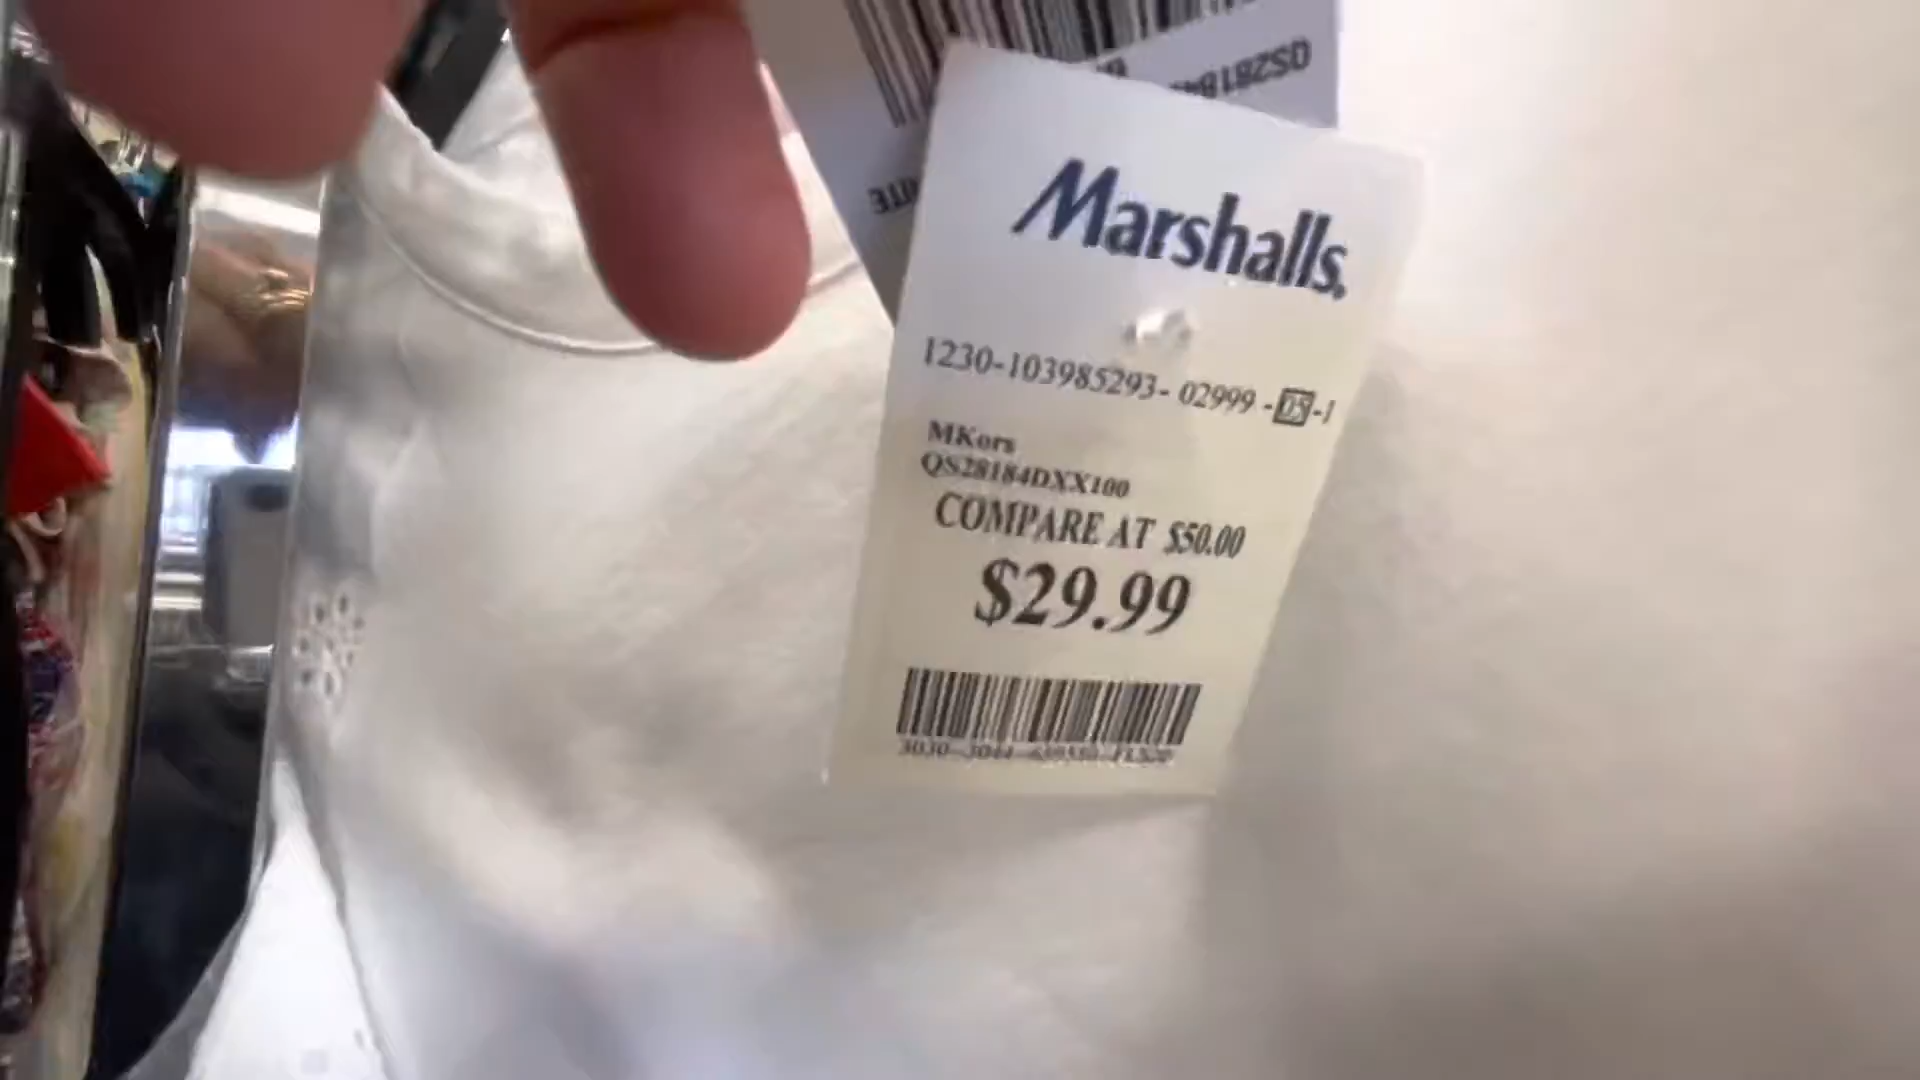 Marshalls.
1230-103985293- 02999 -05-1
MKors
QS28184DXX100
COMPARE AT $50.00
$29.99